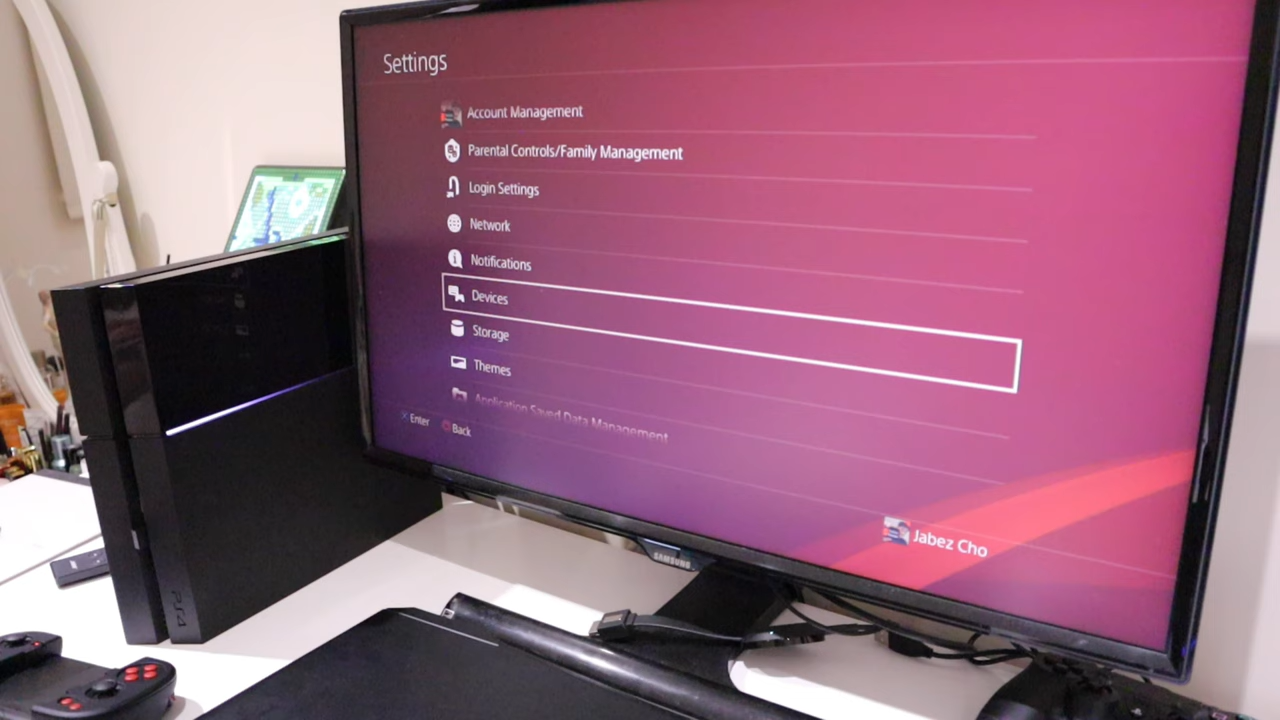 Settings
Account Management
Parental Controls/Family Management
Login Settings
Network
Notifications
Devices
Storage
Themes
Application Saved Data Management
Enter
Back
Jabez Cho
SAMSUNG
PS4